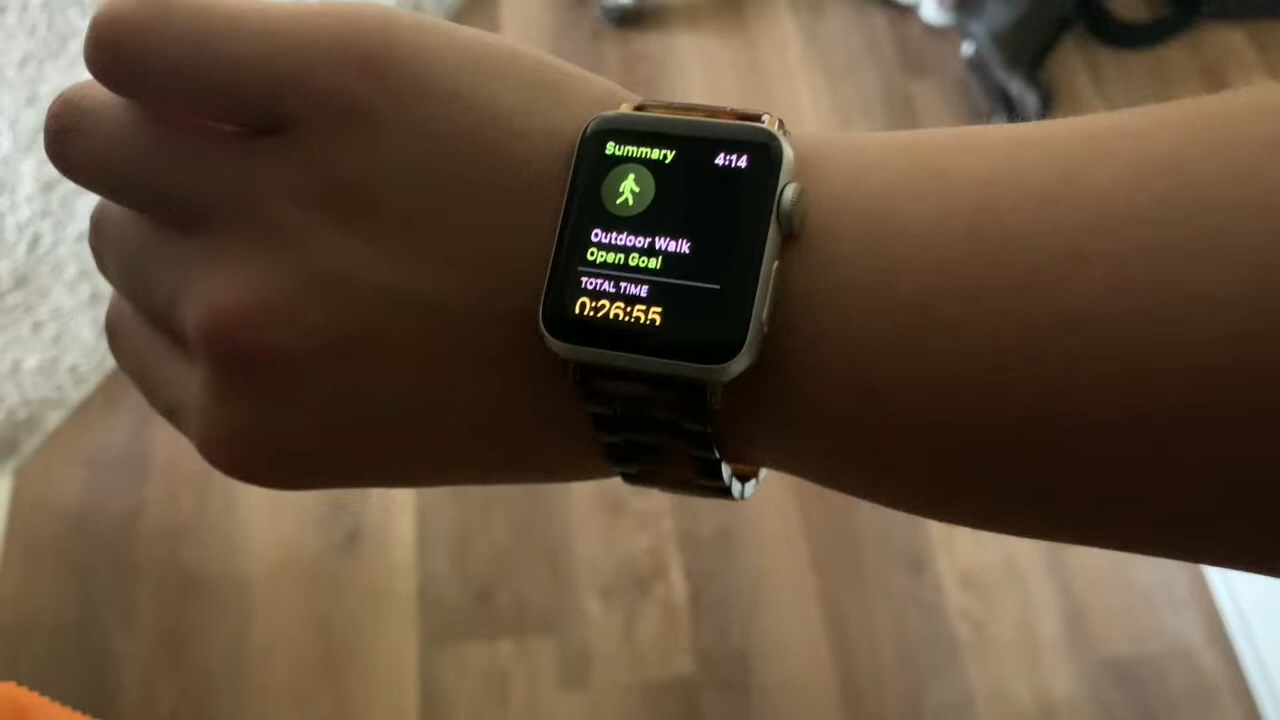 Summary
4:14
Outdoor Walk
Open Goal
TOTAL TIME
0:26:55